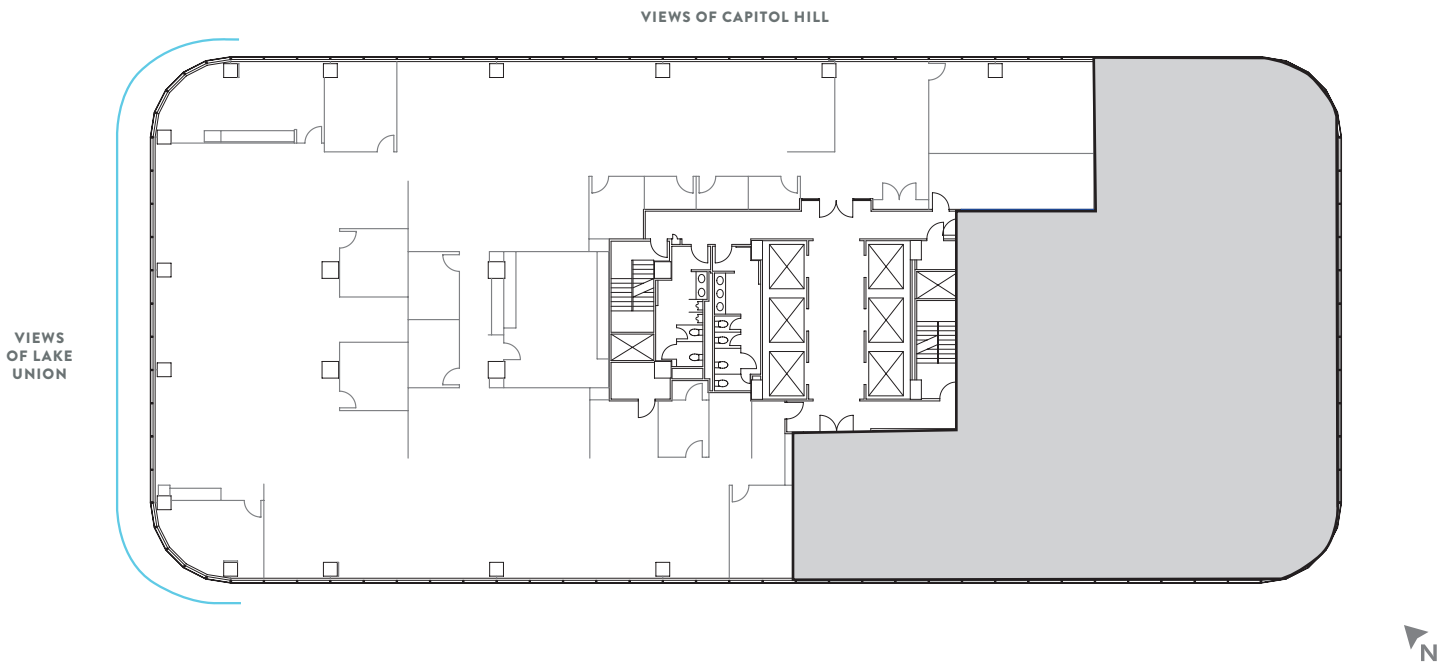 VIEWS OF CAPITOL HILL
VIEWS
OF LAKE
UNION
N